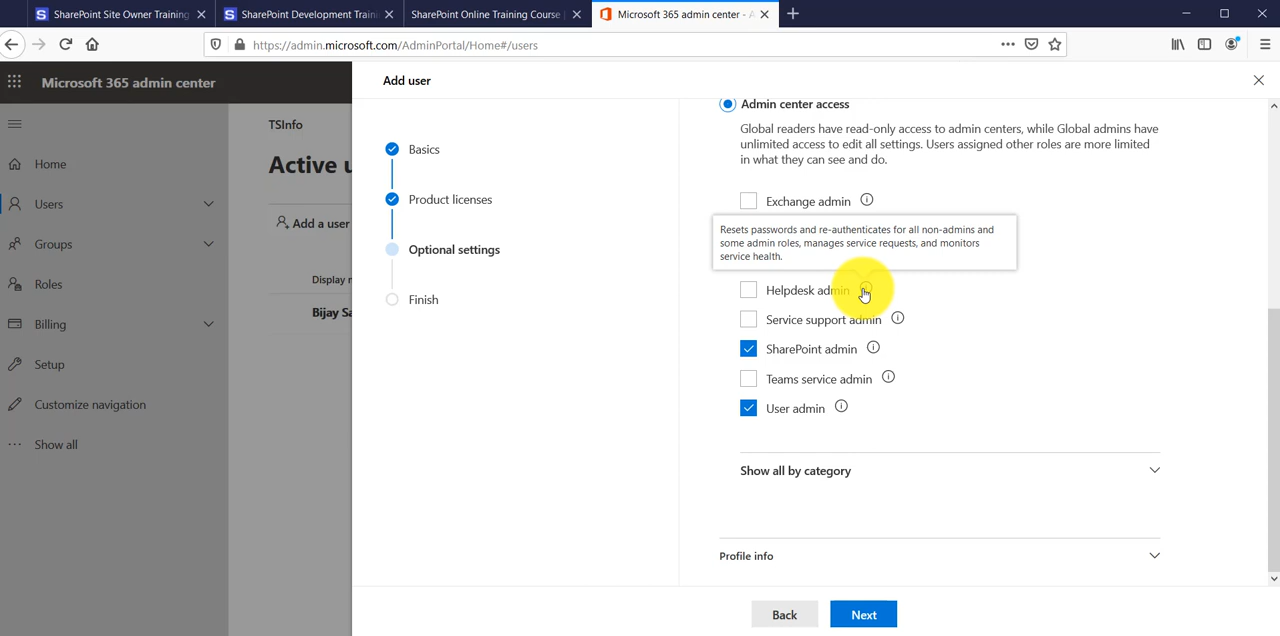 SharePoint Site Owner Training
SharePoint Development Traini
SharePoint Online Training Course |
Microsoft 365 admin center - A
https://admin.microsoft.com/AdminPortal/Home#/users
Microsoft 365 admin center
Home
Users
Groups
Roles
Billing
Setup
Customize navigation
Show all
TSInfo
Active u
Add a user
Display n
Bijay Sa
Add user
Basics
Product licenses
Optional settings
Finish
Admin center access
Global readers have read-only access to admin centers, while Global admins have
unlimited access to edit all settings. Users assigned other roles are more limited
in what they can see and do.
Exchange admin
Resets passwords and re-authenticates for all non-admins and
some admin roles, manages service requests, and monitors
service health.
Helpdesk admin
Service support admin
SharePoint admin
Teams service admin
User admin
Show all by category
Profile info
Back
Next